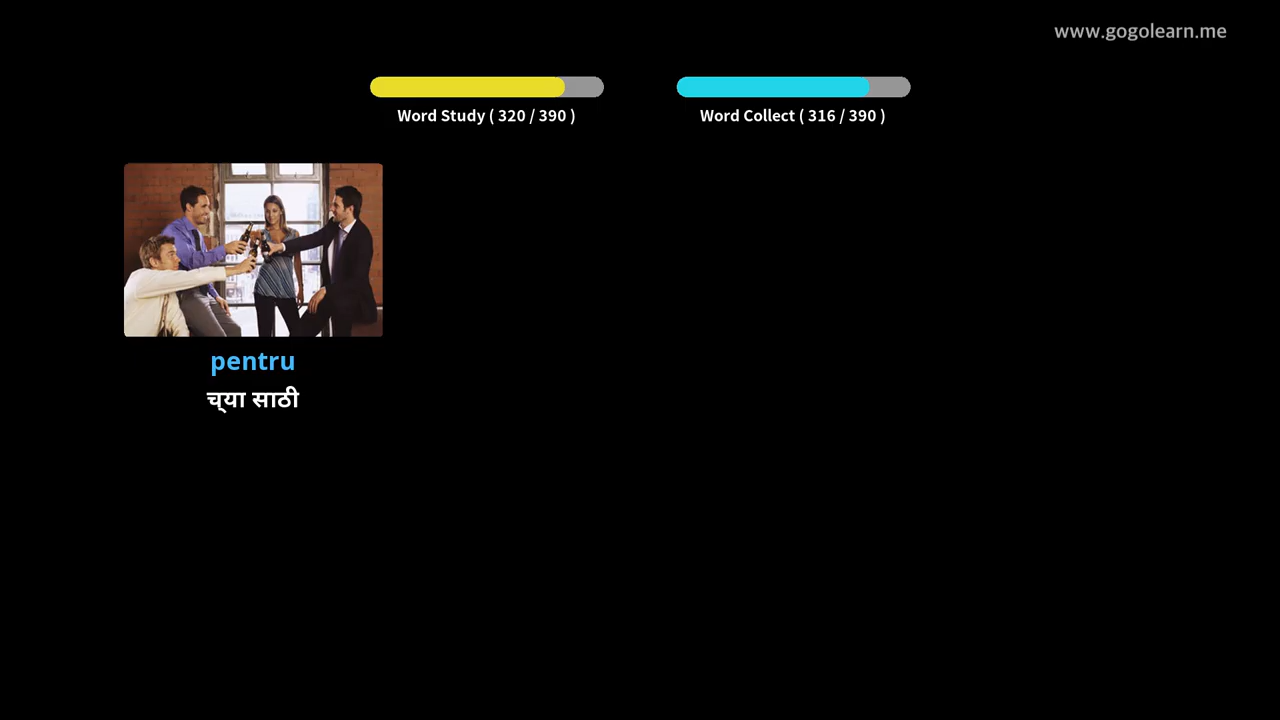 www.gogolearn.me
Word Study ( 320 / 390 )
Word Collect ( 316 / 390 )
pentru
च्या साठी